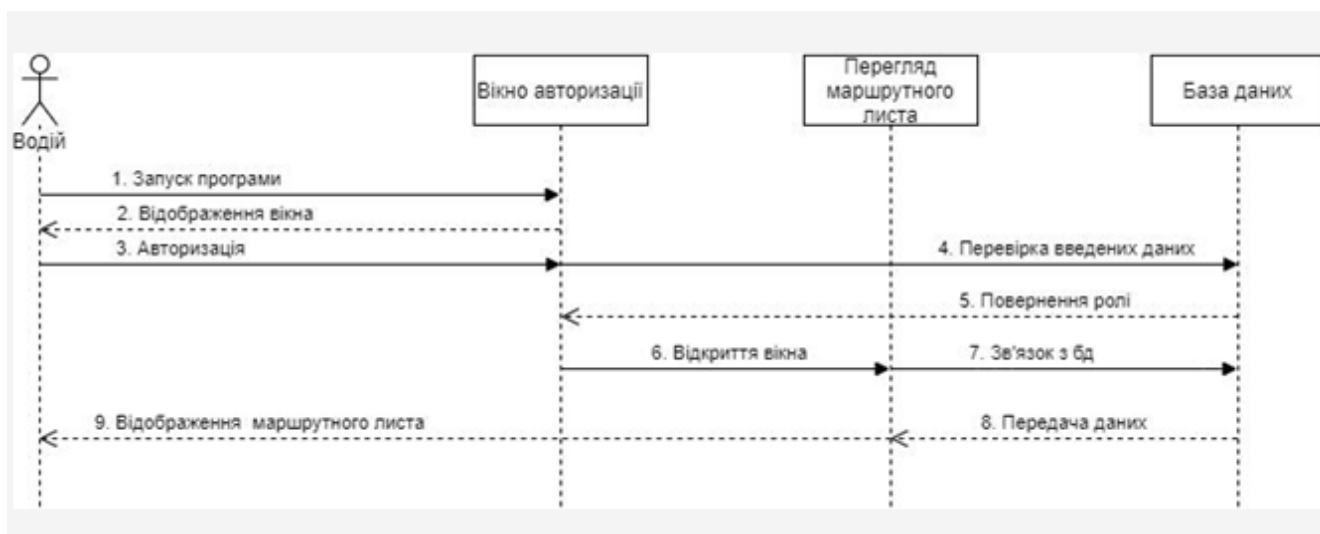 Водій
Вікно авторизації
Перегляд
маршрутного
листа
База даних
1. Запуск програми
2. Відображення вікна
3. Авторизація
4. Перевірка введених даних
5. Повернення ролі
6. Відкриття вікна
7. Зв'язок з бд
9. Відображення маршрутного листа
8. Передача даних